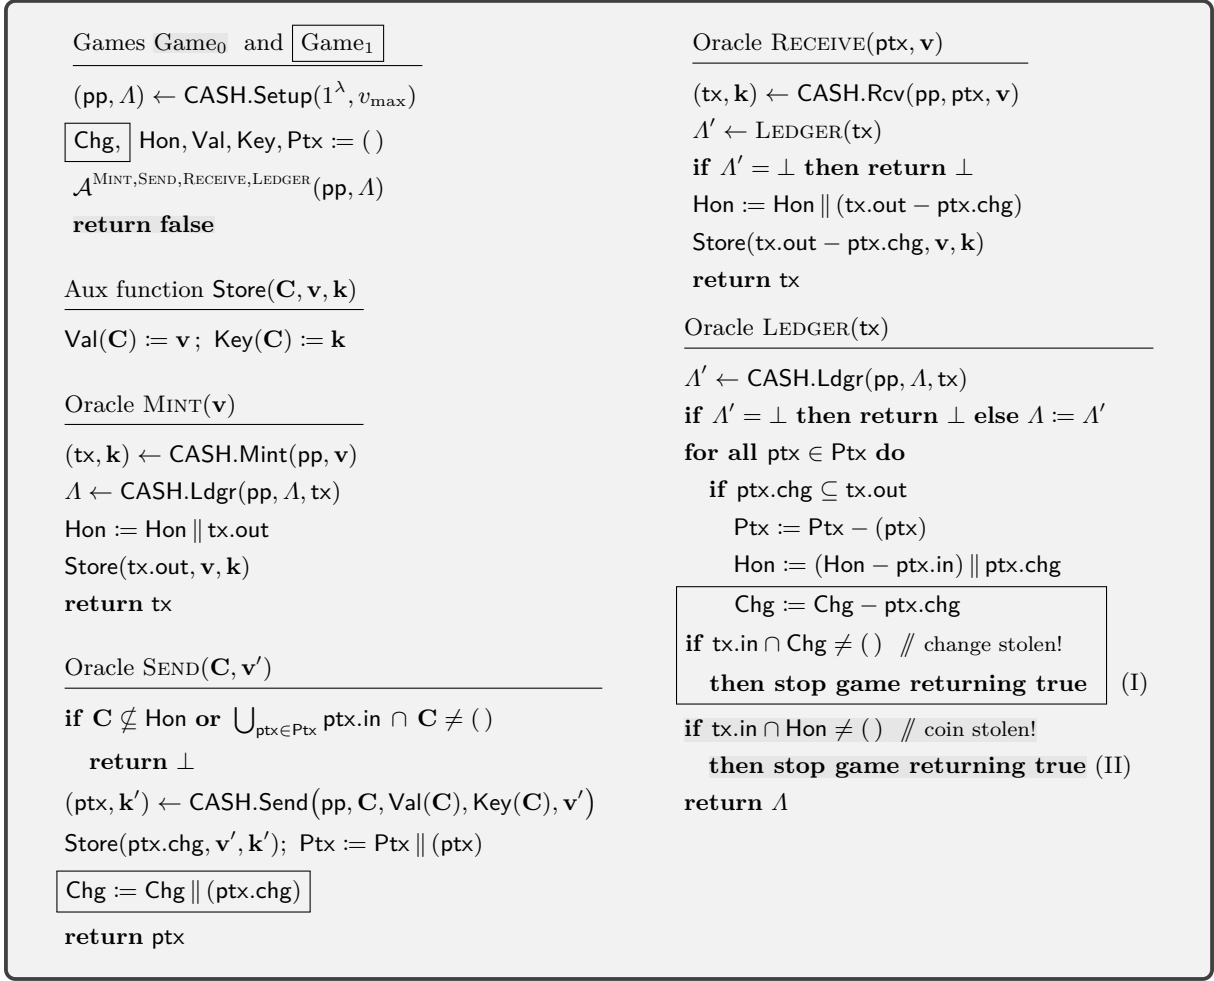 Games Game₀ and Game₁
(pp, Λ) ← CASH.Setup(1^λ, v_max)
Chg, Hon, Val, Key, Ptx := ( )
𝒜^{MINT,SEND,RECEIVE,LEDGER}(pp, Λ)
return false
Aux function Store(C, v, k)
Val(C) := v ; Key(C) := k
Oracle MINT(v)
(tx, k) ← CASH.Mint(pp, v)
Λ ← CASH.Ldgr(pp, Λ, tx)
Hon := Hon ∥ tx.out
Store(tx.out, v, k)
return tx
Oracle SEND(C, v′)
if C ⊈ Hon or ⋃_{ptx∈Ptx} ptx.in ∩ C ≠ ( )
return ⊥
(ptx, k′) ← CASH.Send(pp, C, Val(C), Key(C), v′)
Store(ptx.chg, v′, k′); Ptx := Ptx ∥ (ptx)
Chg := Chg ∥ (ptx.chg)
return ptx
Oracle RECEIVE(ptx, v)
(tx, k) ← CASH.Rcv(pp, ptx, v)
Λ′ ← LEDGER(tx)
if Λ′ = ⊥ then return ⊥
Hon := Hon ∥ (tx.out − ptx.chg)
Store(tx.out − ptx.chg, v, k)
return tx
Oracle LEDGER(tx)
Λ′ ← CASH.Ldgr(pp, Λ, tx)
if Λ′ = ⊥ then return ⊥ else Λ := Λ′
for all ptx ∈ Ptx do
if ptx.chg ⊆ tx.out
Ptx := Ptx − (ptx)
Hon := (Hon − ptx.in) ∥ ptx.chg
Chg := Chg − ptx.chg
if tx.in ∩ Chg ≠ ( ) // change stolen!
then stop game returning true (I)
if tx.in ∩ Hon ≠ ( ) // coin stolen!
then stop game returning true (II)
return Λ